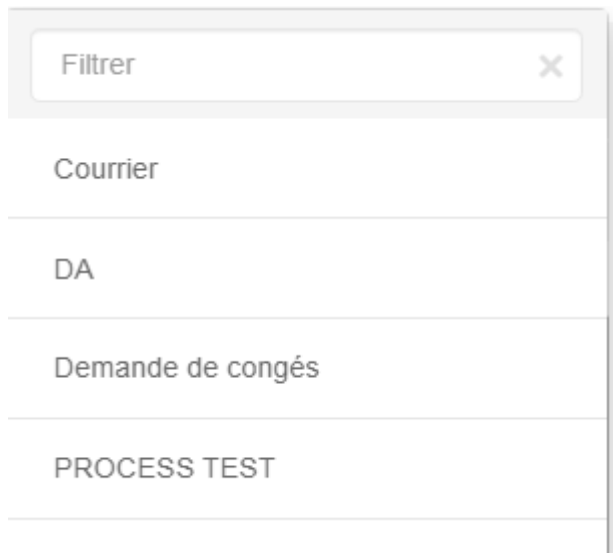 Filtrer
Courrier
DA
Demande de congés
PROCESS TEST